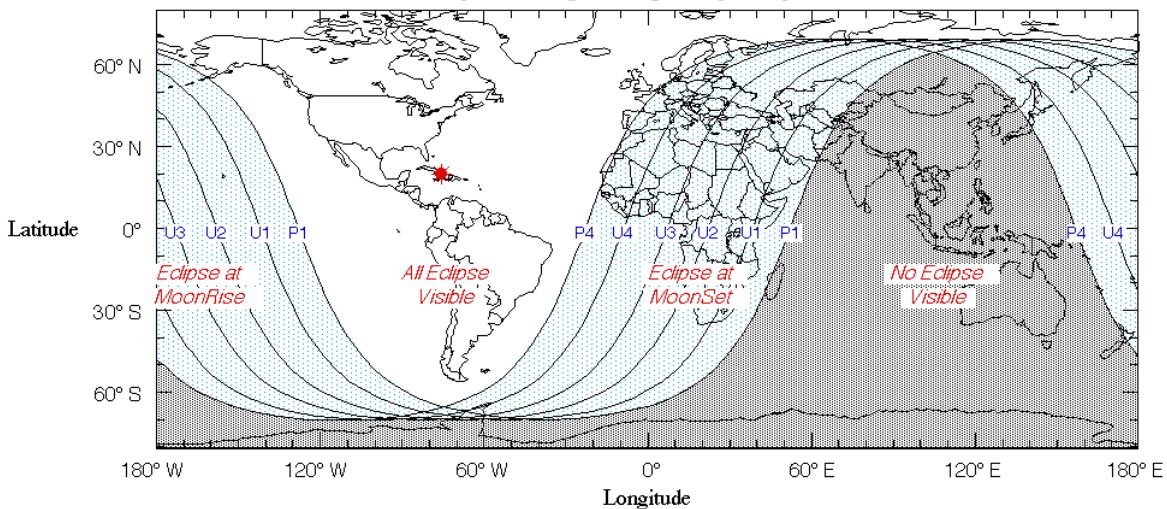 60° N
30° N
Latitude
0°
U3 U2 U1 P1 P4 U4 U3 U2 U1 P1 P4 U4
Eclipse at
MoonRise
All Eclipse
Visible
Eclipse at
MoonSet
No Eclipse
Visible
30° S
60° S
180° W 120° W 60° W 0° 60° E 120° E 180° E
Longitude